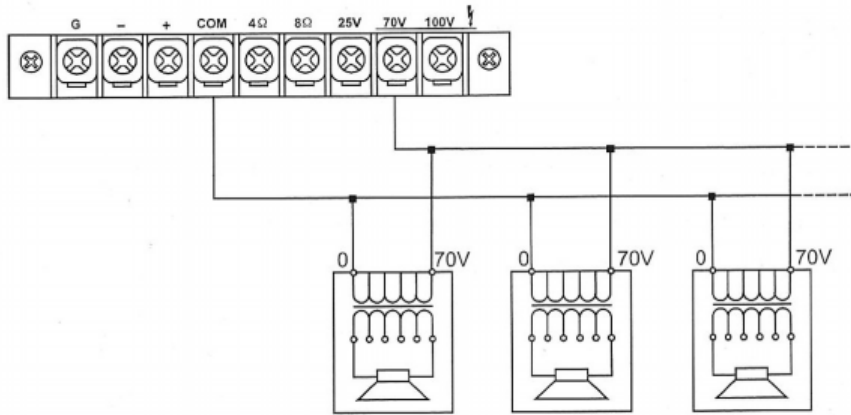 G − + COM 4Ω 8Ω 25V 70V 100V
0 70V 0 70V 0 70V